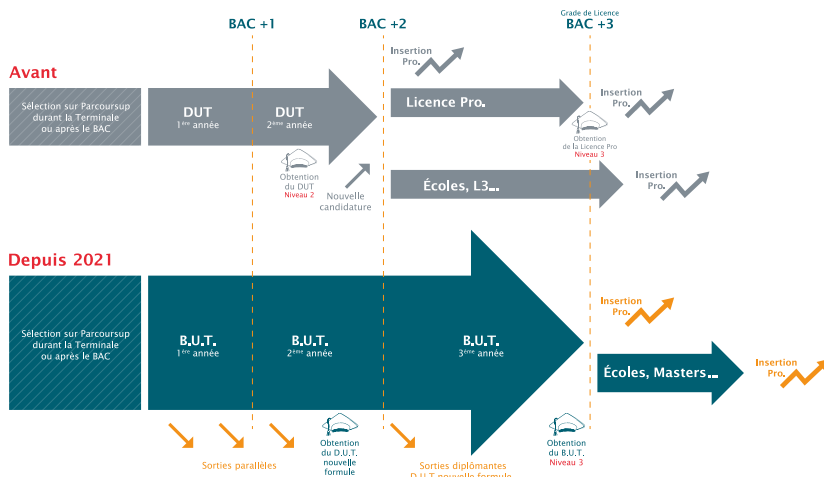 BAC +1
BAC +2
Grade de Licence
BAC +3
Avant
Insertion
Pro.
Sélection sur Parcoursup
durant la Terminale
ou après le BAC
DUT
1ère année
DUT
2ème année
Licence Pro.
Insertion
Pro.
Obtention
du DUT
Niveau 2
Nouvelle
candidature
Obtention
de la Licence Pro
Niveau 3
Écoles, L3...
Insertion
Pro.
Depuis 2021
Sélection sur Parcoursup
durant la Terminale
ou après le BAC
B.U.T.
1ère année
B.U.T.
2ème année
B.U.T.
3ème année
Insertion
Pro.
Écoles, Masters...
Insertion
Pro.
Sorties parallèles
Obtention
du D.U.T.
nouvelle
formule
Sorties diplômantes
D.U.T nouvelle formule
Obtention
du B.U.T.
Niveau 3